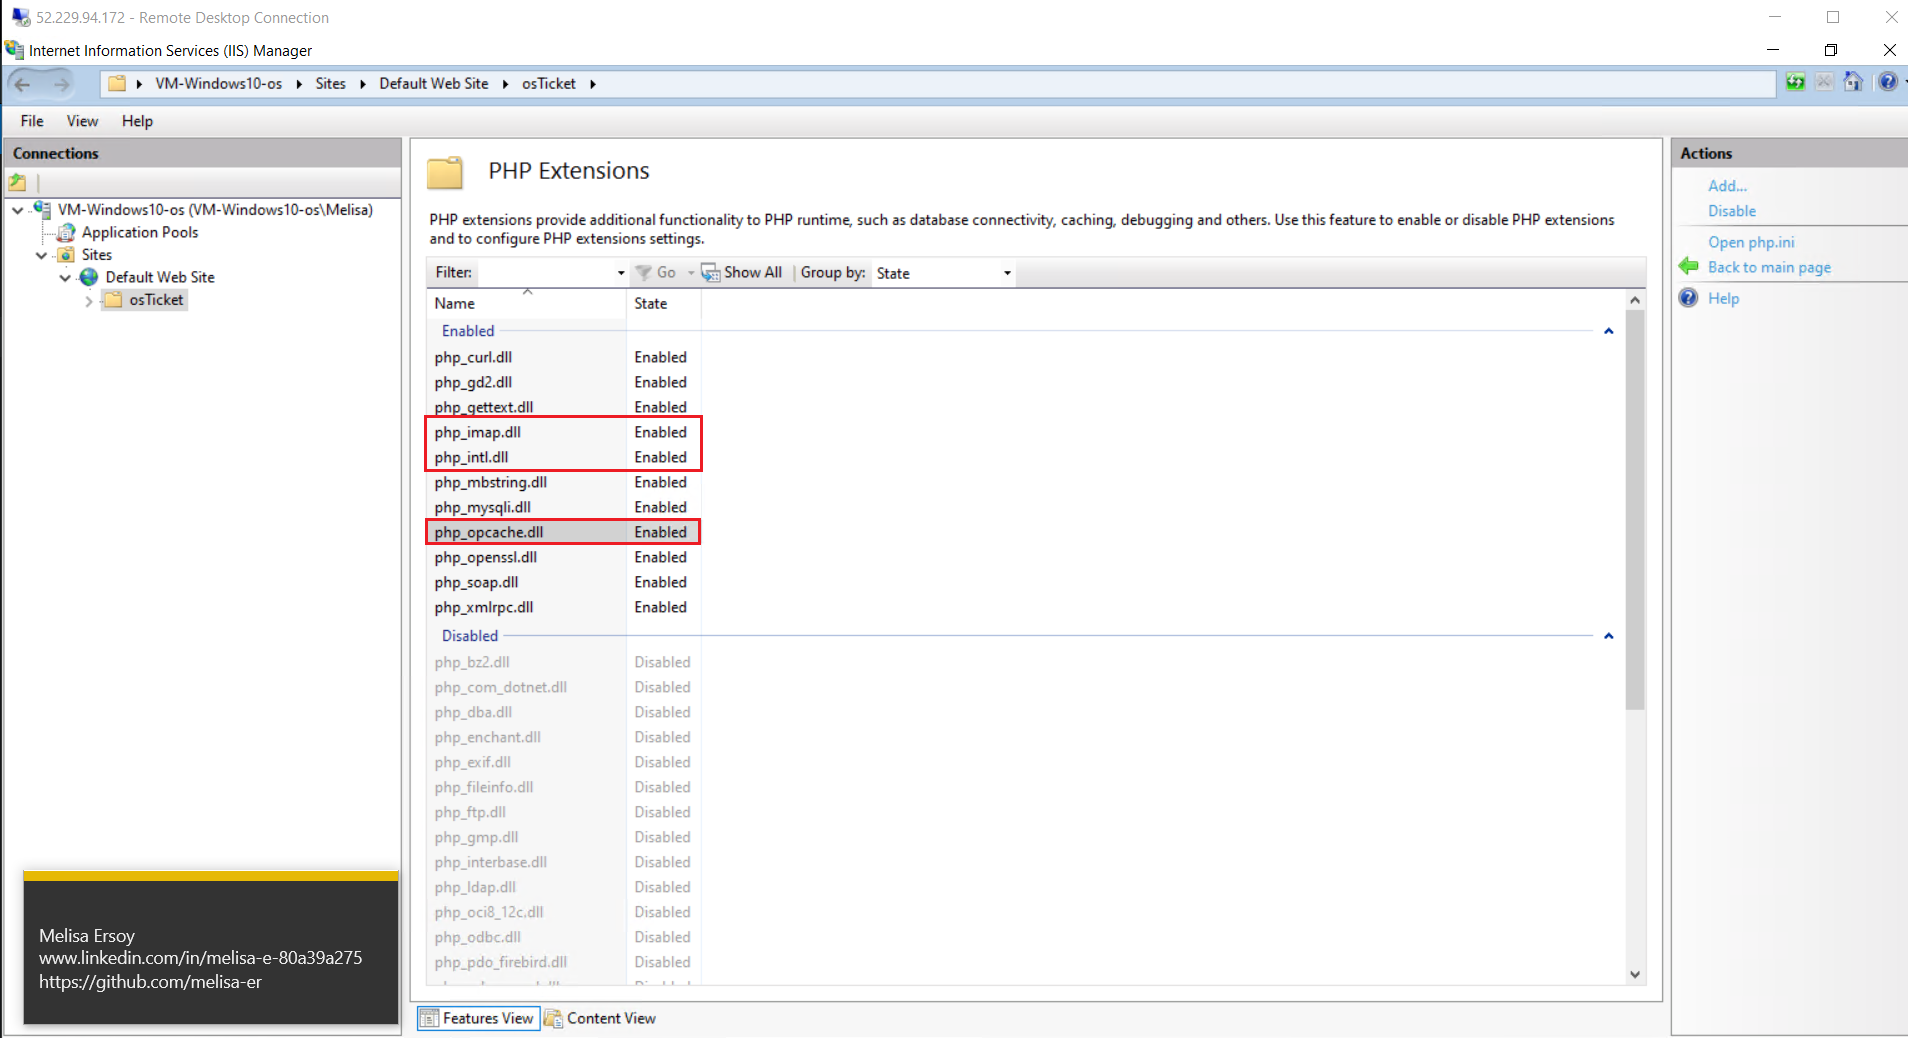 52.229.94.172 - Remote Desktop Connection
Internet Information Services (IIS) Manager
VM-Windows10-os Sites Default Web Site osTicket
File View Help
Connections
VM-Windows10-os (VM-Windows10-os\Melisa)
Application Pools
Sites
Default Web Site
osTicket
PHP Extensions
PHP extensions provide additional functionality to PHP runtime, such as database connectivity, caching, debugging and others. Use this feature to enable or disable PHP extensions
and to configure PHP extensions settings.
Filter: Go Show All Group by: State
Name State
Enabled
php_curl.dll Enabled
php_gd2.dll Enabled
php_gettext.dll Enabled
php_imap.dll Enabled
php_intl.dll Enabled
php_mbstring.dll Enabled
php_mysqli.dll Enabled
php_opcache.dll Enabled
php_openssl.dll Enabled
php_soap.dll Enabled
php_xmlrpc.dll Enabled
Disabled
php_bz2.dll Disabled
php_com_dotnet.dll Disabled
php_dba.dll Disabled
php_enchant.dll Disabled
php_exif.dll Disabled
php_fileinfo.dll Disabled
php_ftp.dll Disabled
php_gmp.dll Disabled
php_interbase.dll Disabled
php_ldap.dll Disabled
php_oci8_12c.dll Disabled
php_odbc.dll Disabled
php_pdo_firebird.dll Disabled
Features View Content View
Actions
Add...
Disable
Open php.ini
Back to main page
Help
Melisa Ersoy
www.linkedin.com/in/melisa-e-80a39a275
https://github.com/melisa-er